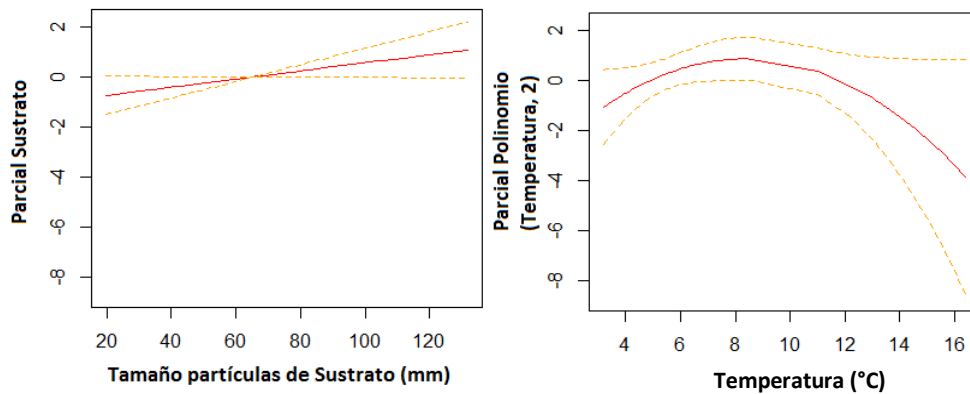 Parcial Sustrato
2
0
-2
-4
-6
-8
20 40 60 80 100 120
Tamaño partículas de Sustrato (mm)
Parcial Polinomio
(Temperatura, 2)
2
0
-2
-4
-6
-8
4 6 8 10 12 14 16
Temperatura (°C)